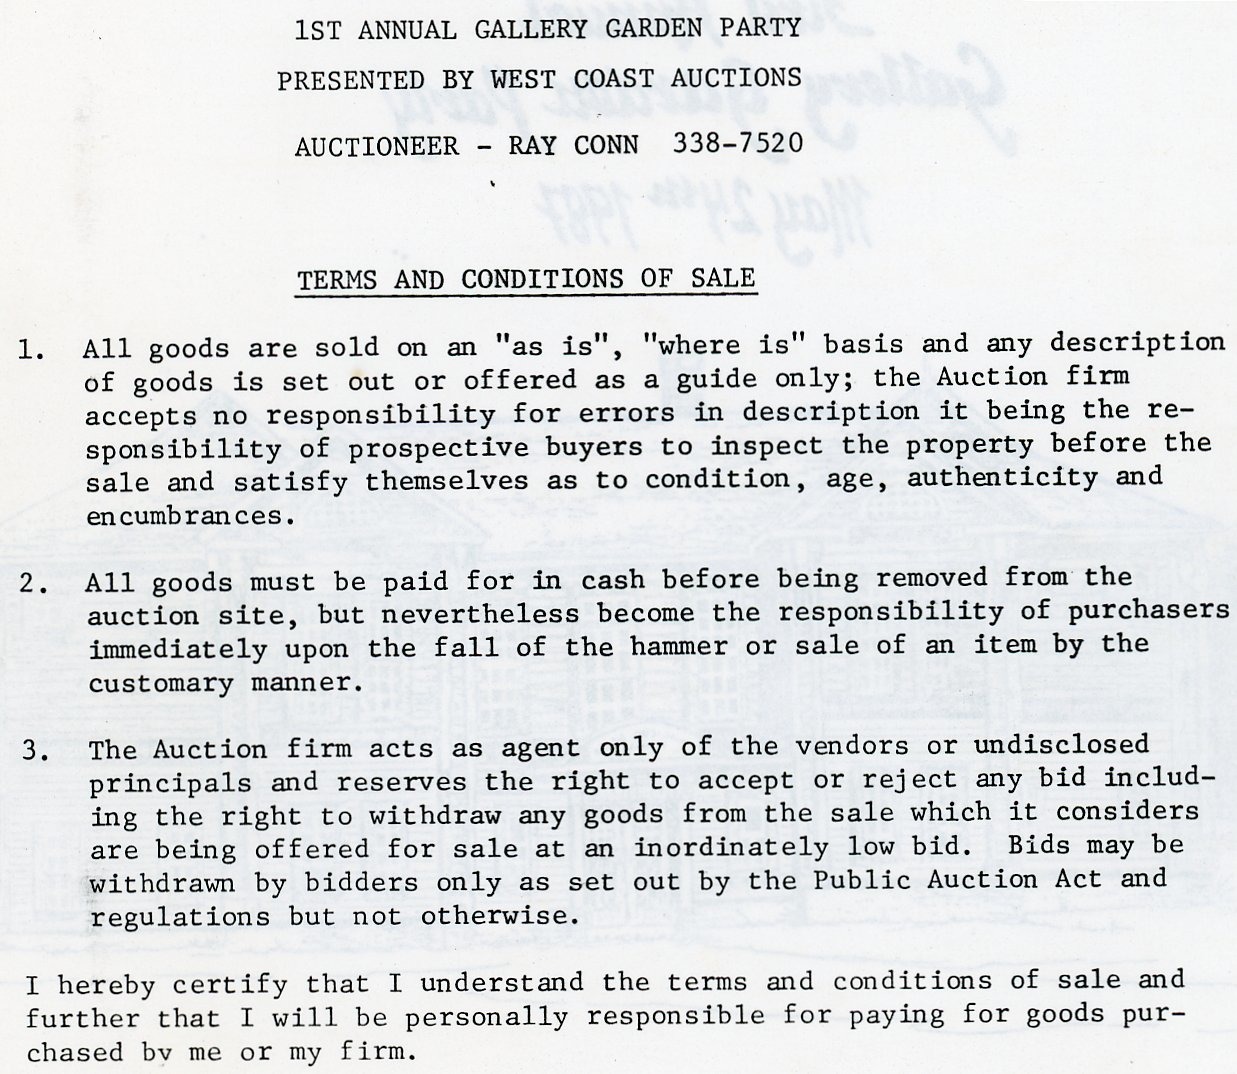 1ST ANNUAL GALLERY GARDEN PARTY
PRESENTED BY WEST COAST AUCTIONS
AUCTIONEER - RAY CONN 338-7520
TERMS AND CONDITIONS OF SALE
1. All goods are sold on an "as is", "where is" basis and any description
of goods is set out or offered as a guide only; the Auction firm
accepts no responsibility for errors in description it being the re-
sponsibility of prospective buyers to inspect the property before the
sale and satisfy themselves as to condition, age, authenticity and
encumbrances.
2. All goods must be paid for in cash before being removed from the
auction site, but nevertheless become the responsibility of purchasers
immediately upon the fall of the hammer or sale of an item by the
customary manner.
3. The Auction firm acts as agent only of the vendors or undisclosed
principals and reserves the right to accept or reject any bid includ-
ing the right to withdraw any goods from the sale which it considers
are being offered for sale at an inordinately low bid. Bids may be
withdrawn by bidders only as set out by the Public Auction Act and
regulations but not otherwise.
I hereby certify that I understand the terms and conditions of sale and
further that I will be personally responsible for paying for goods pur-
chased by me or my firm.